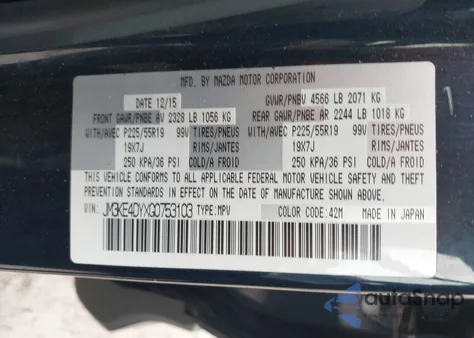 MFD. BY MAZDA MOTOR CORPORATION
DATE 12/15 GVWR/PNBV 4566 LB 2071 KG
FRONT GAWR/PNBE AV 2328 LB 1056 KG REAR GAWR/PNBE AR 2244 LB 1018 KG
WITH/AVEC P225/55R19 99V TIRES/PNEUS WITH/AVEC P225/55R19 99V TIRES/PNEUS
19X7J RIMS/JANTES 19X7J RIMS/JANTES
250 KPA/36 PSI COLD/A FROID 250 KPA/36 PSI COLD/A FROID
THIS VEHICLE CONFORMS TO ALL APPLICABLE FEDERAL MOTOR VEHICLE SAFETY AND THEFT
PREVENTION STANDARDS IN EFFECT ON THE DATE OF MANUFACTURE SHOWN ABOVE.
VIN: JM3KE4DYXG0753103 TYPE:MPV COLOR CODE:42M MADE IN JAPAN
autoSnap